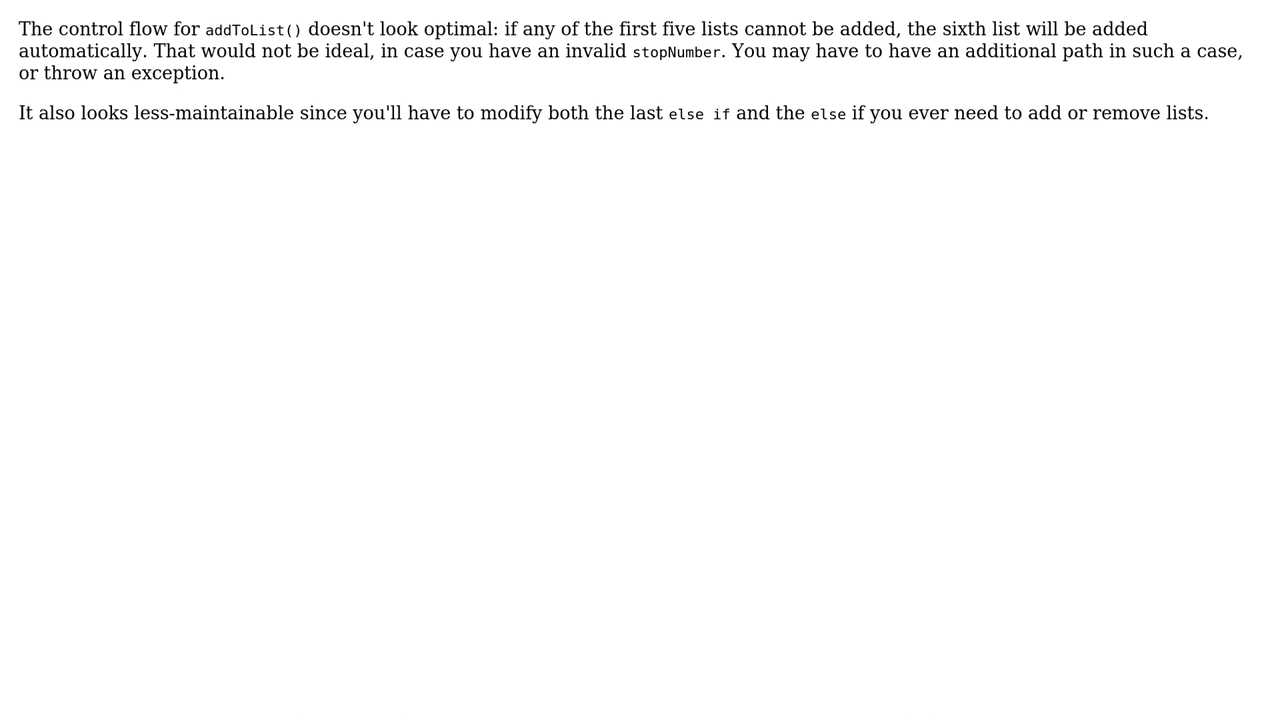 The control flow for addToList() doesn't look optimal: if any of the first five lists cannot be added, the sixth list will be added
automatically. That would not be ideal, in case you have an invalid stopNumber. You may have to have an additional path in such a case,
or throw an exception.
It also looks less-maintainable since you'll have to modify both the last else if and the else if you ever need to add or remove lists.